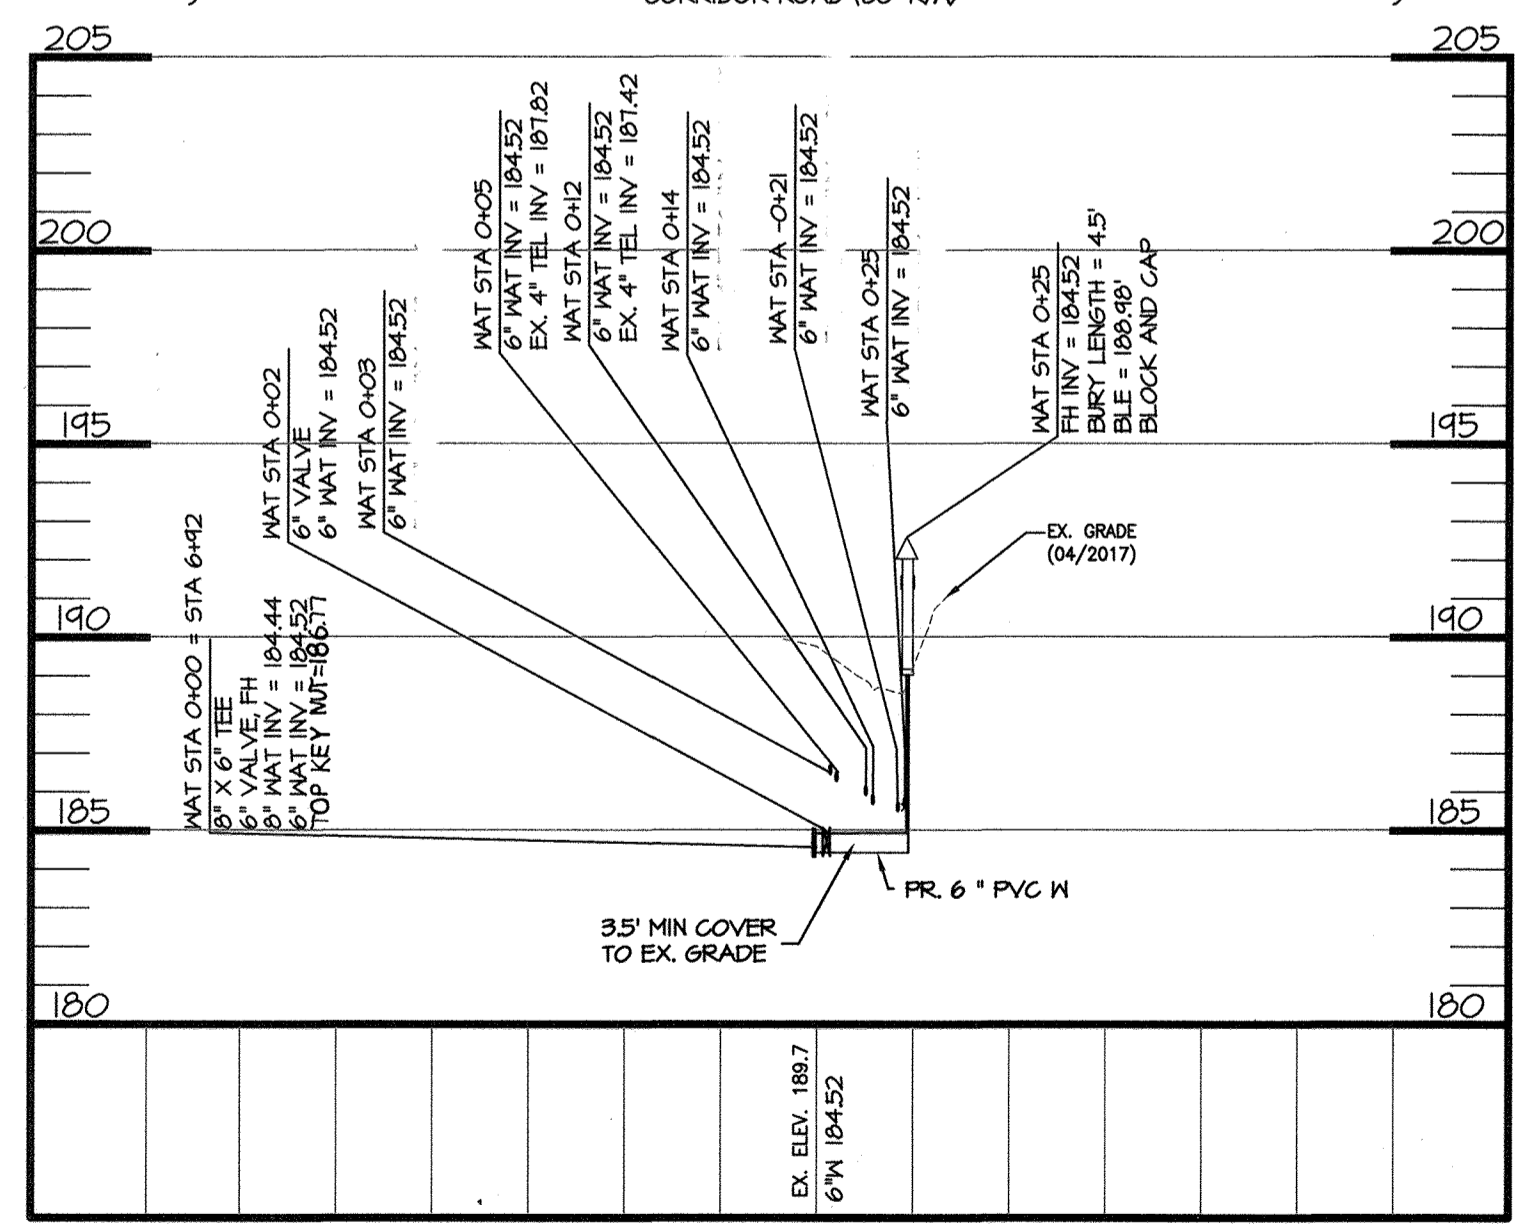 CORRIDOR ROAD (50' R/W)
205
205
200
200
195
195
190
190
185
185
180
180
WAT STA 0+00 = STA 6+92
8" X 6" TEE
6" VALVE, FH
8" WAT INV = 184.44
6" WAT INV = 184.52
TOP KEY NUT=186.77
WAT STA 0+02
6" VALVE
6" WAT INV = 184.52
WAT STA 0+03
6" WAT INV = 184.52
WAT STA 0+05
6" WAT INV = 184.52
EX. 4" TEL INV = 187.82
WAT STA 0+12
6" WAT INV = 184.52
EX. 4" TEL INV = 187.42
WAT STA 0+14
6" WAT INV = 184.52
WAT STA -0+21
6" WAT INV = 184.52
WAT STA 0+25
6" WAT INV = 184.52
WAT STA 0+25
FH INV = 184.52
BURY LENGTH = 4.5'
BLE = 188.98'
BLOCK AND CAP
EX. GRADE
(04/2017)
PR. 6 " PVC W
3.5' MIN COVER
TO EX. GRADE
EX. ELEV. 189.7
6"W 184.52